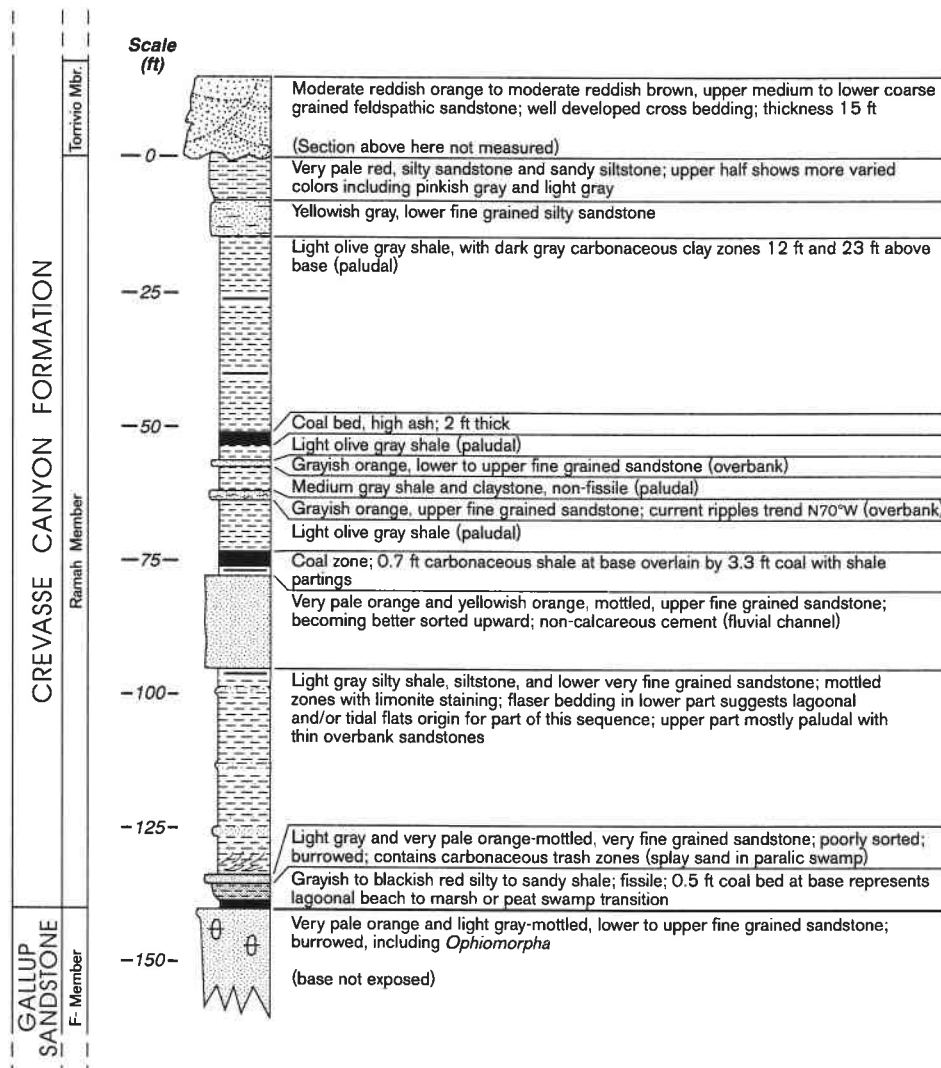 Scale
(ft)
Torrivio Mbr.
Moderate reddish orange to moderate reddish brown, upper medium to lower coarse
grained feldspathic sandstone; well developed cross bedding; thickness 15 ft
(Section above here not measured)
—0—
Very pale red, silty sandstone and sandy siltstone; upper half shows more varied
colors including pinkish gray and light gray
Yellowish gray, lower fine grained silty sandstone
Light olive gray shale, with dark gray carbonaceous clay zones 12 ft and 23 ft above
base (paludal)
—25—
CREVASSE CANYON FORMATION
Ramah Member
—50—
Coal bed, high ash; 2 ft thick
Light olive gray shale (paludal)
Grayish orange, lower to upper fine grained sandstone (overbank)
Medium gray shale and claystone, non-fissile (paludal)
Grayish orange, upper fine grained sandstone; current ripples trend N70°W (overbank,
Light olive gray shale (paludal)
—75—
Coal zone; 0.7 ft carbonaceous shale at base overlain by 3.3 ft coal with shale
partings
Very pale orange and yellowish orange, mottled, upper fine grained sandstone;
becoming better sorted upward; non-calcareous cement (fluvial channel)
—100—
Light gray silty shale, siltstone, and lower very fine grained sandstone; mottled
zones with limonite staining; flaser bedding in lower part suggests lagoonal
and/or tidal flats origin for part of this sequence; upper part mostly paludal with
thin overbank sandstones
—125—
Light gray and very pale orange-mottled, very fine grained sandstone; poorly sorted;
burrowed; contains carbonaceous trash zones (splay sand in paralic swamp)
Grayish to blackish red silty to sandy shale; fissile; 0.5 ft coal bed at base represents
lagoonal beach to marsh or peat swamp transition
GALLUP
SANDSTONE
F- Member
Very pale orange and light gray-mottled, lower to upper fine grained sandstone;
burrowed, including Ophiomorpha
—150—
(base not exposed)